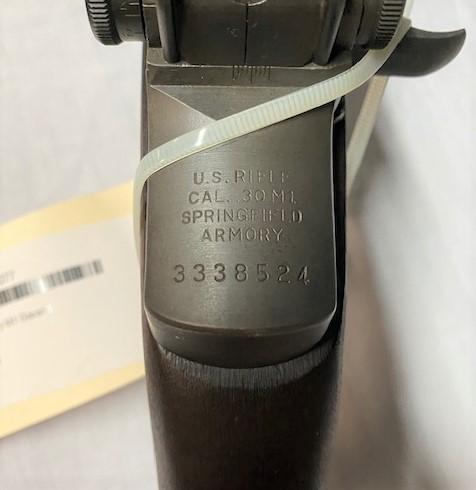 U.S. RIFLE
CAL. .30 M1
SPRINGFIELD
ARMORY
3338524